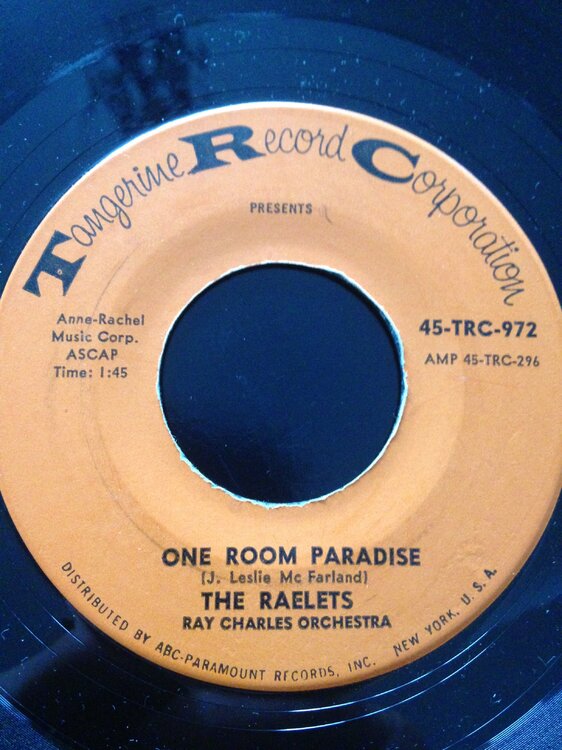 Tangerine Record Corporation
PRESENTS
Anne-Rachel
Music Corp.
ASCAP
Time: 1:45
45-TRC-972
AMP 45-TRC-296
ONE ROOM PARADISE
(J. Leslie Mc Farland)
THE RAELETS
RAY CHARLES ORCHESTRA
DISTRIBUTED BY ABC-PARAMOUNT RECORDS, INC. NEW YORK, U.S.A.